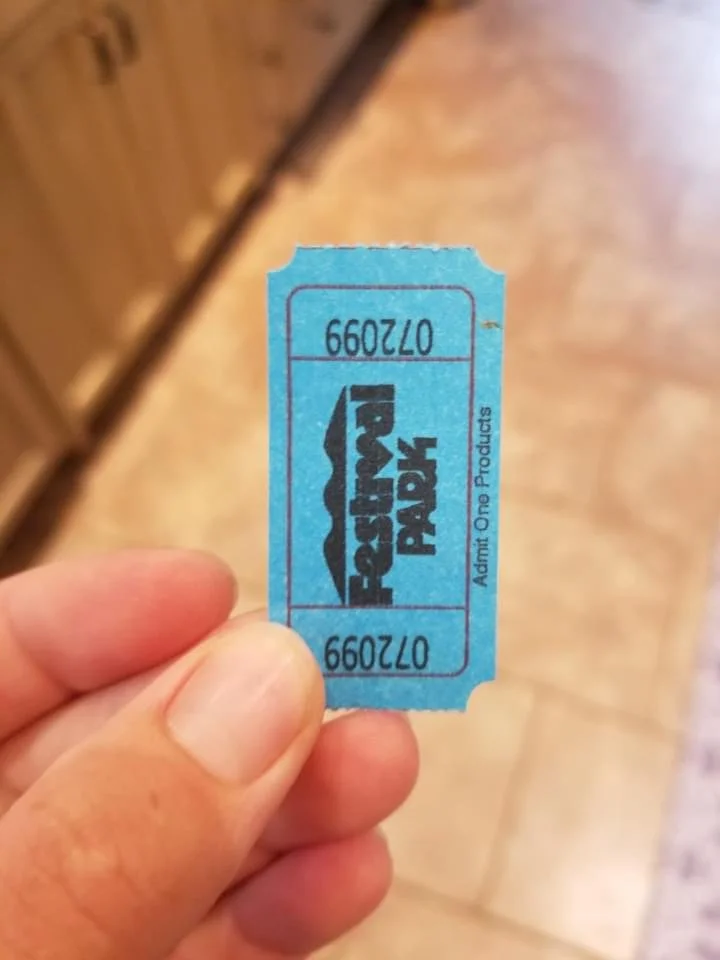 072099
Festival
PARK
Admit One Products
072099